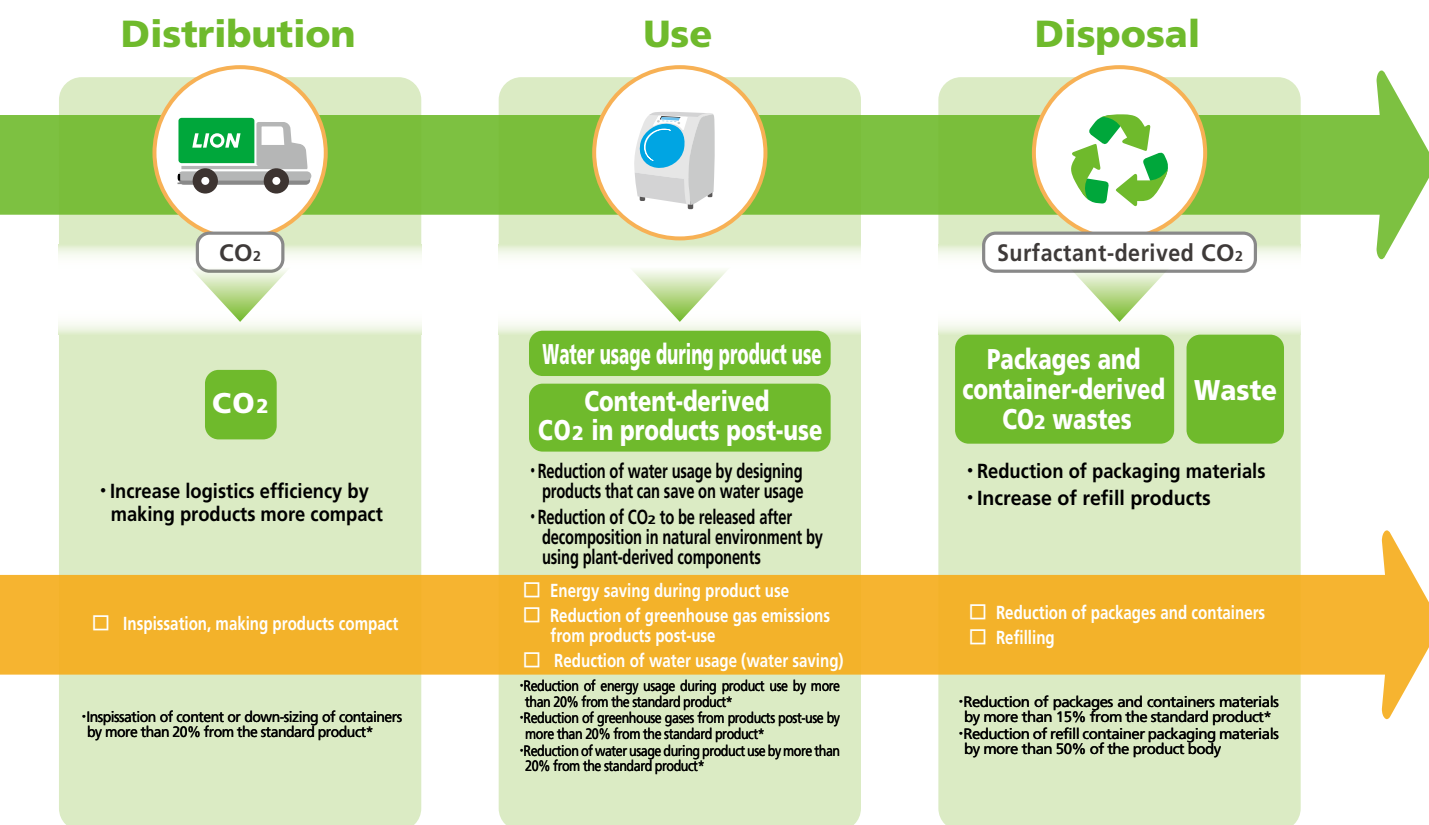 Distribution
LION
CO2
CO2
・Increase logistics efficiency by
making products more compact
□ Inspissation, making products compact
・Inspissation of content or down-sizing of containers
by more than 20% from the standard product*
Use
Water usage during product use
Content-derived
CO2 in products post-use
・Reduction of water usage by designing
products that can save on water usage
・Reduction of CO2 to be released after
decomposition in natural environment by
using plant-derived components
□ Energy saving during product use
□ Reduction of greenhouse gas emissions
from products post-use
□ Reduction of water usage (water saving)
・Reduction of energy usage during product use by more
than 20% from the standard product*
・Reduction of greenhouse gases from products post-use by
more than 20% from the standard product*
・Reduction of water usage during product use by more than
20% from the standard product*
Disposal
Surfactant-derived CO2
Packages and
container-derived
CO2 wastes
Waste
・Reduction of packaging materials
・Increase of refill products
□ Reduction of packages and containers
□ Refilling
・Reduction of packages and containers materials
by more than 15% from the standard product*
・Reduction of refill container packaging materials
by more than 50% of the product body